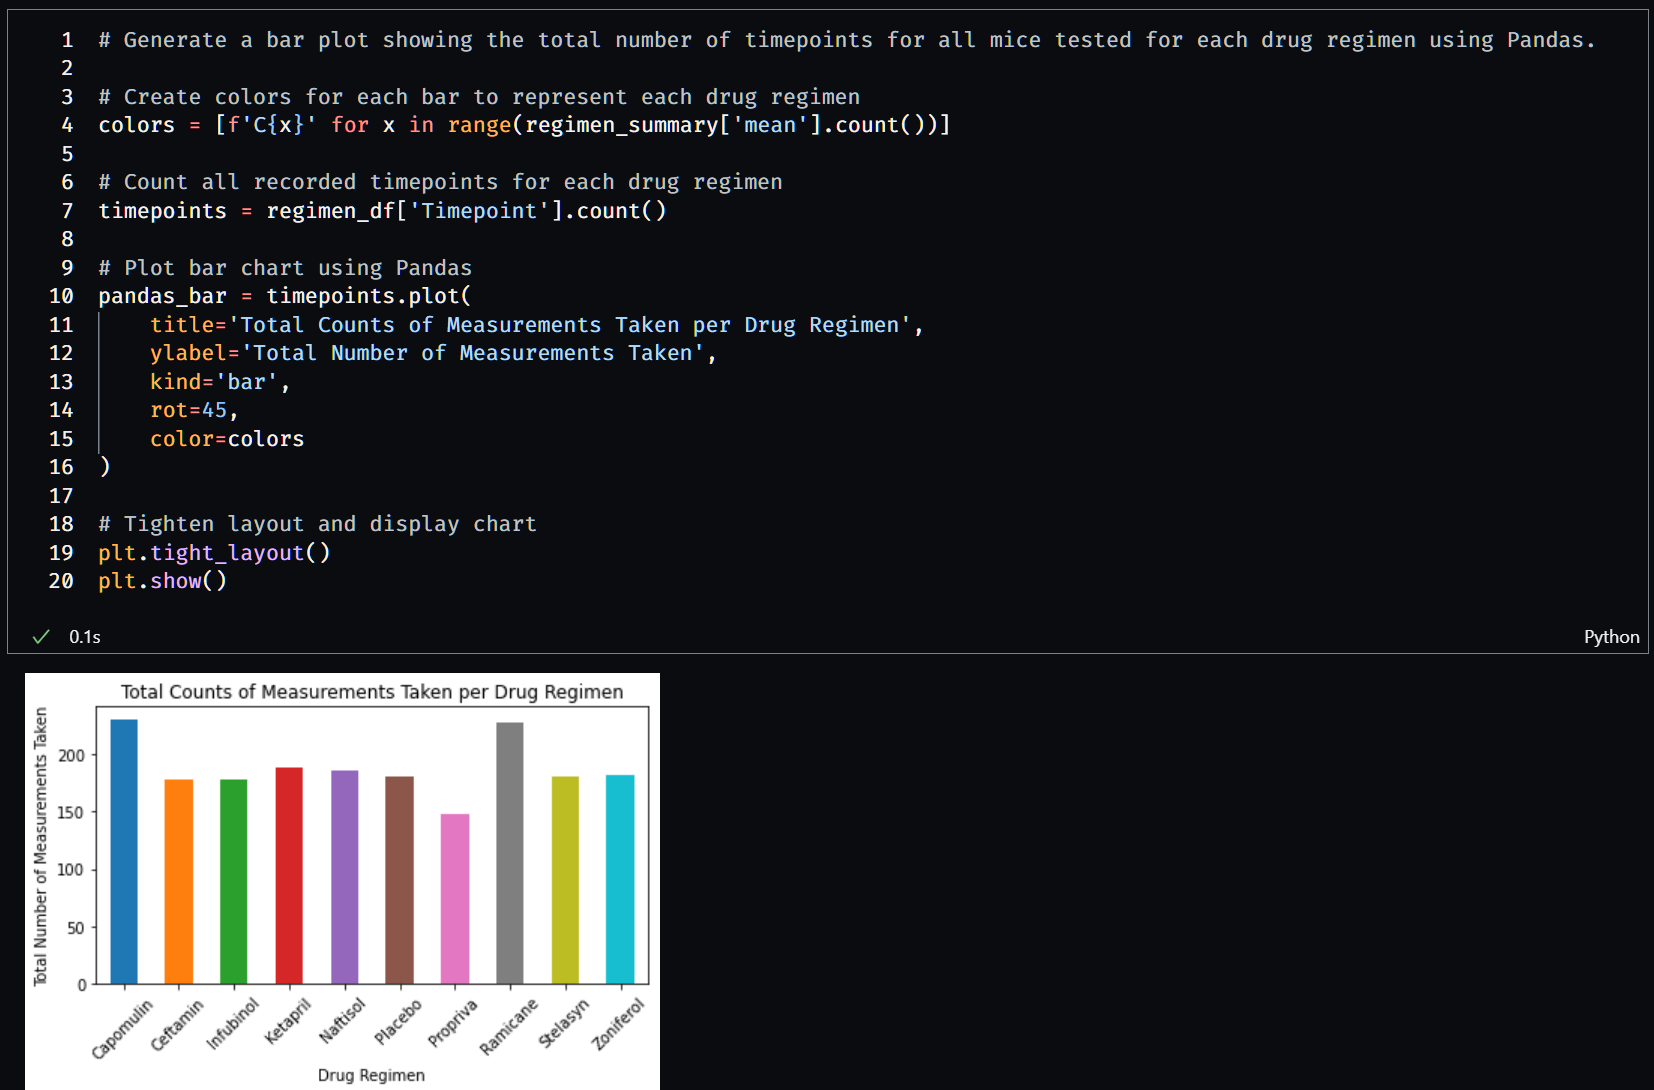 1 # Generate a bar plot showing the total number of timepoints for all mice tested for each drug regimen using Pandas.
2
3 # Create colors for each bar to represent each drug regimen
4 colors = [f'C{x}' for x in range(regimen_summary['mean'].count())]
5
6 # Count all recorded timepoints for each drug regimen
7 timepoints = regimen_df['Timepoint'].count()
8
9 # Plot bar chart using Pandas
10 pandas_bar = timepoints.plot(
11     title='Total Counts of Measurements Taken per Drug Regimen',
12     ylabel='Total Number of Measurements Taken',
13     kind='bar',
14     rot=45,
15     color=colors
16 )
17
18 # Tighten layout and display chart
19 plt.tight_layout()
20 plt.show()
0.1s
Python
Total Counts of Measurements Taken per Drug Regimen
Total Number of Measurements Taken
200
150
100
50
0
Capomulin
Ceftamin
Infubinol
Ketapril
Naftisol
Placebo
Propriva
Ramicane
Stelasyn
Zoniferol
Drug Regimen